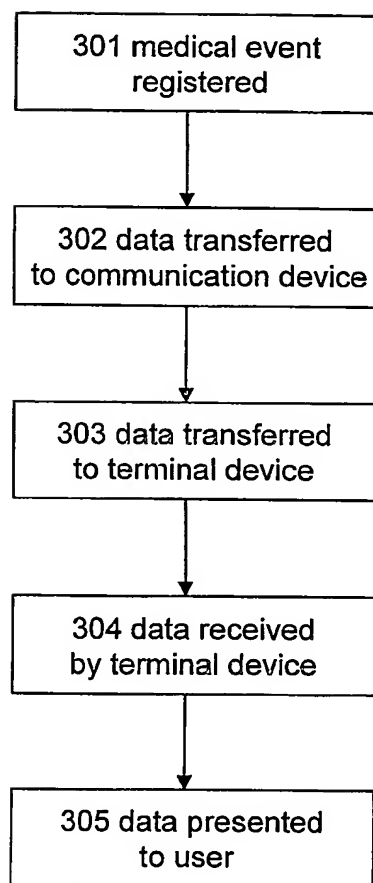 301 medical event
registered
302 data transferred
to communication device
303 data transferred
to terminal device
304 data received
by terminal device
305 data presented
to user